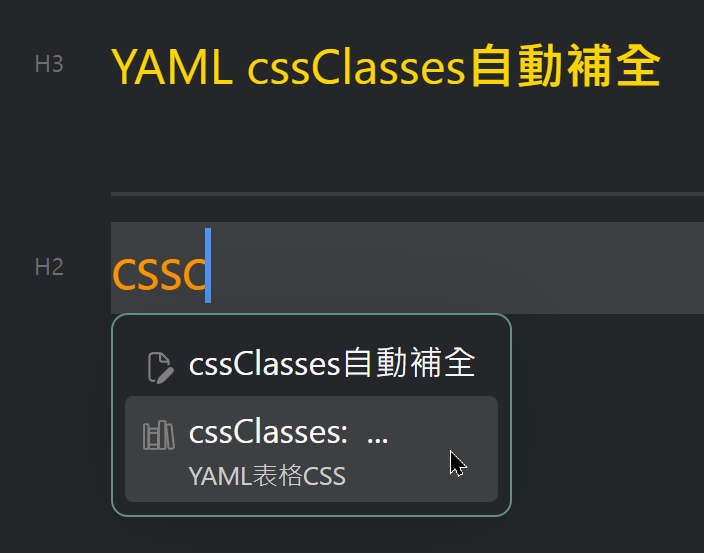 H3
YAML cssClasses自動補全
H2
cssc
cssClasses自動補全
cssClasses: ...
YAML表格CSS